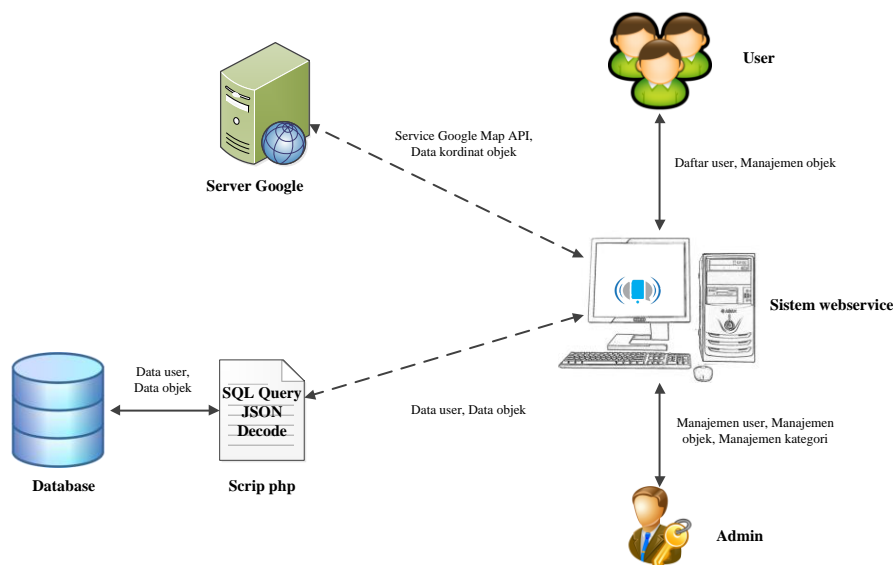 User
Service Google Map API,
Data kordinat objek
Daftar user, Manajemen objek
Server Google
Sistem webservice
Data user,
Data objek
SQL Query
JSON
Decode
Data user, Data objek
Manajemen user, Manajemen
objek, Manajemen kategori
Database
Scrip php
Admin